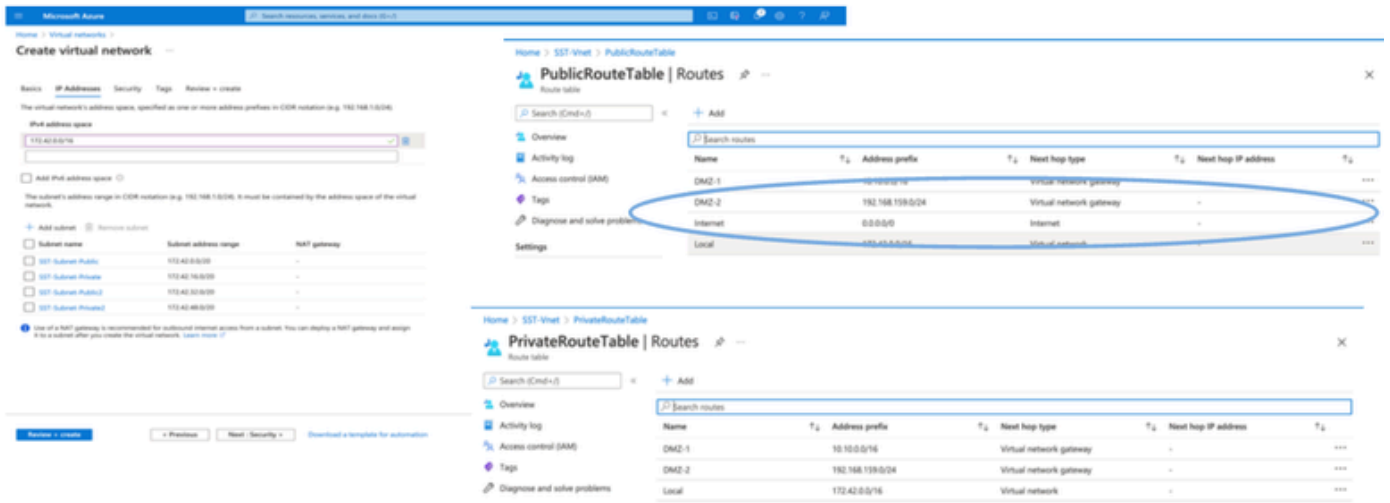 Microsoft Azure
Search resources, services, and docs (G+/)
Home > Virtual networks >
Create virtual network ...
Basics IP Addresses Security Tags Review + create
The virtual network's address space, specified as one or more address prefixes in CIDR notation (e.g. 192.168.1.0/24)
IPv4 address space
172.42.0.0/16
Add IPv6 address space
The subnet's address range in CIDR notation (e.g. 192.168.1.0/24). It must be contained by the address space of the virtual
network.
+ Add subnet Remove subnet
Subnet name Subnet address range NAT gateway
SST-Subnet-Public 172.42.0.0/20 -
SST-Subnet-Private 172.42.16.0/20 -
SST-Subnet-Public2 172.42.32.0/20 -
SST-Subnet-Private2 172.42.48.0/20 -
Use of a NAT gateway is recommended for outbound internet access from a subnet. You can deploy a NAT gateway and assign
it to a subnet after you create the virtual network. Learn more
Review + create < Previous Next : Security > Download a template for automation
Home > SST-Vnet > PublicRouteTable
PublicRouteTable | Routes ...
Route table
Search (Cmd+/) « + Add
Overview
Activity log
Access control (IAM)
Tags
Diagnose and solve problems
Settings
Search routes
Name Address prefix Next hop type Next hop IP address
DMZ-1 10.10.0.0/16 Virtual network gateway - ...
DMZ-2 192.168.159.0/24 Virtual network gateway - ...
Internet 0.0.0.0/0 Internet - ...
Local 172.42.0.0/16 Virtual network - ...
Home > SST-Vnet > PrivateRouteTable
PrivateRouteTable | Routes ...
Route table
Search (Cmd+/) « + Add
Overview
Activity log
Access control (IAM)
Tags
Diagnose and solve problems
Search routes
Name Address prefix Next hop type Next hop IP address
DMZ-1 10.10.0.0/16 Virtual network gateway - ...
DMZ-2 192.168.159.0/24 Virtual network gateway - ...
Local 172.42.0.0/16 Virtual network - ...